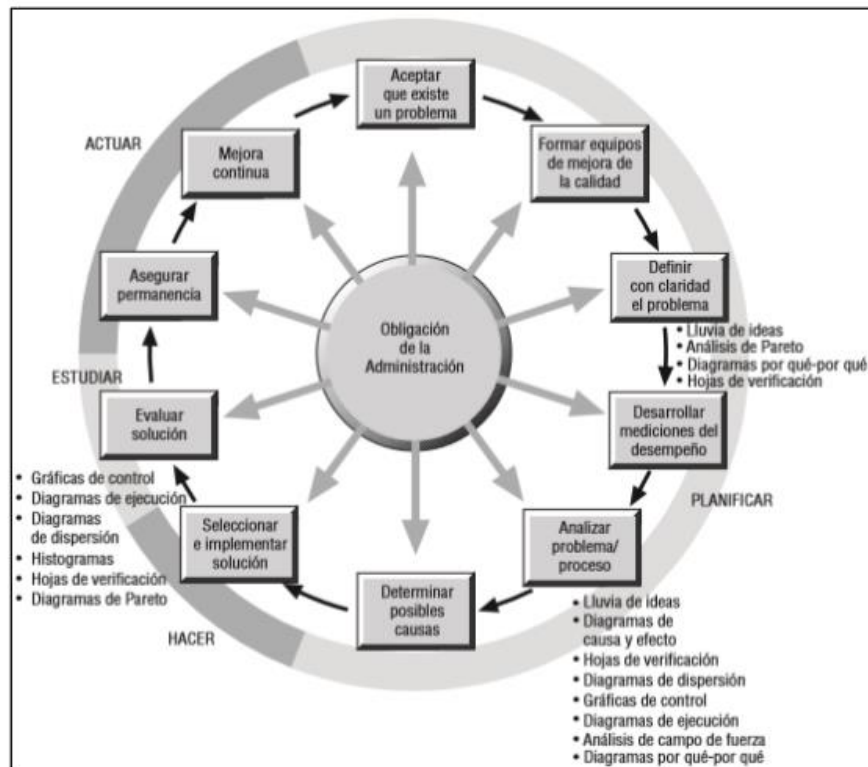 Aceptar
que existe
un problema
Formar equipos
de mejora de
la calidad
Definir
con claridad
el problema
• Lluvia de ideas
• Análisis de Pareto
• Diagramas por qué-por qué
• Hojas de verificación
Desarrollar
mediciones del
desempeño
PLANIFICAR
Analizar
problema/
proceso
• Lluvia de ideas
• Diagramas de
causa y efecto
• Hojas de verificación
• Diagramas de dispersión
• Gráficas de control
• Diagramas de ejecución
• Análisis de campo de fuerza
• Diagramas por qué-por qué
Determinar
posibles
causas
HACER
Seleccionar
e implementar
solución
• Gráficas de control
• Diagramas de ejecución
• Diagramas
de dispersión
• Histogramas
• Hojas de verificación
• Diagramas de Pareto
Evaluar
solución
ESTUDIAR
Asegurar
permanencia
ACTUAR
Mejora
continua
Obligación
de la
Administración